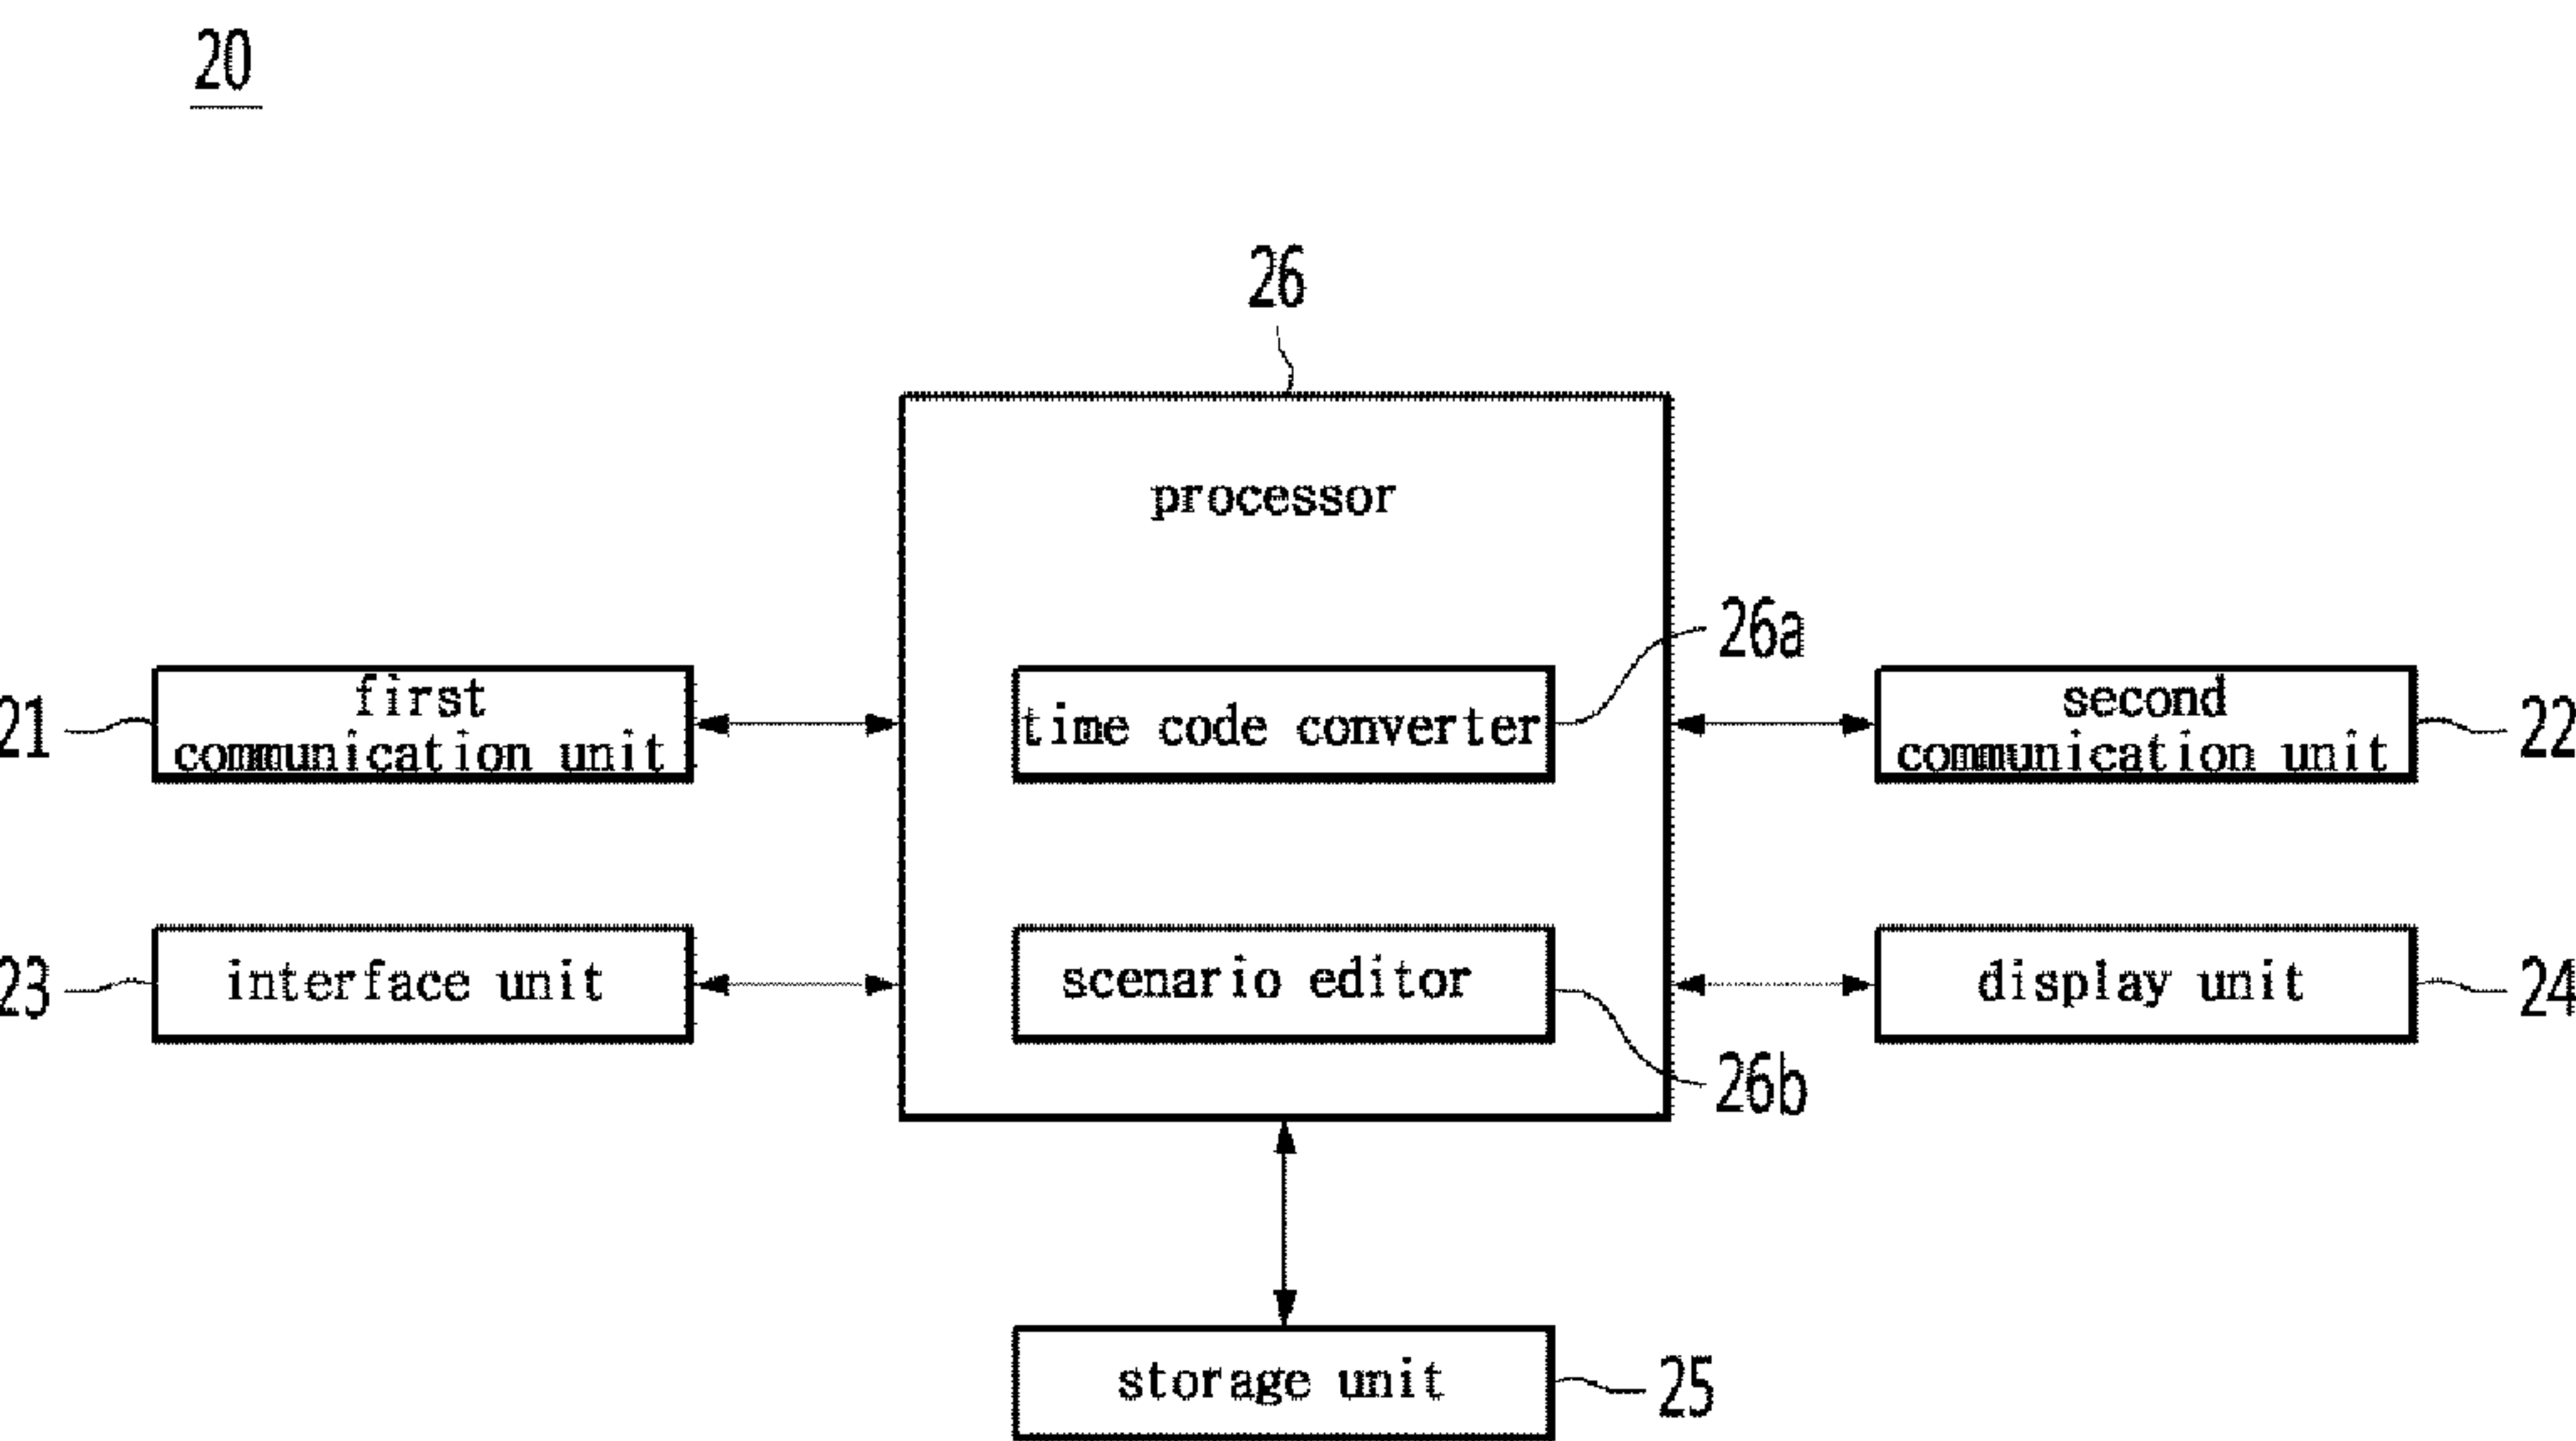 20
26
processor
26a
21
first
communication unit
time code converter
second
communication unit
22
23
interface unit
scenario editor
display unit
24
26b
storage unit
25